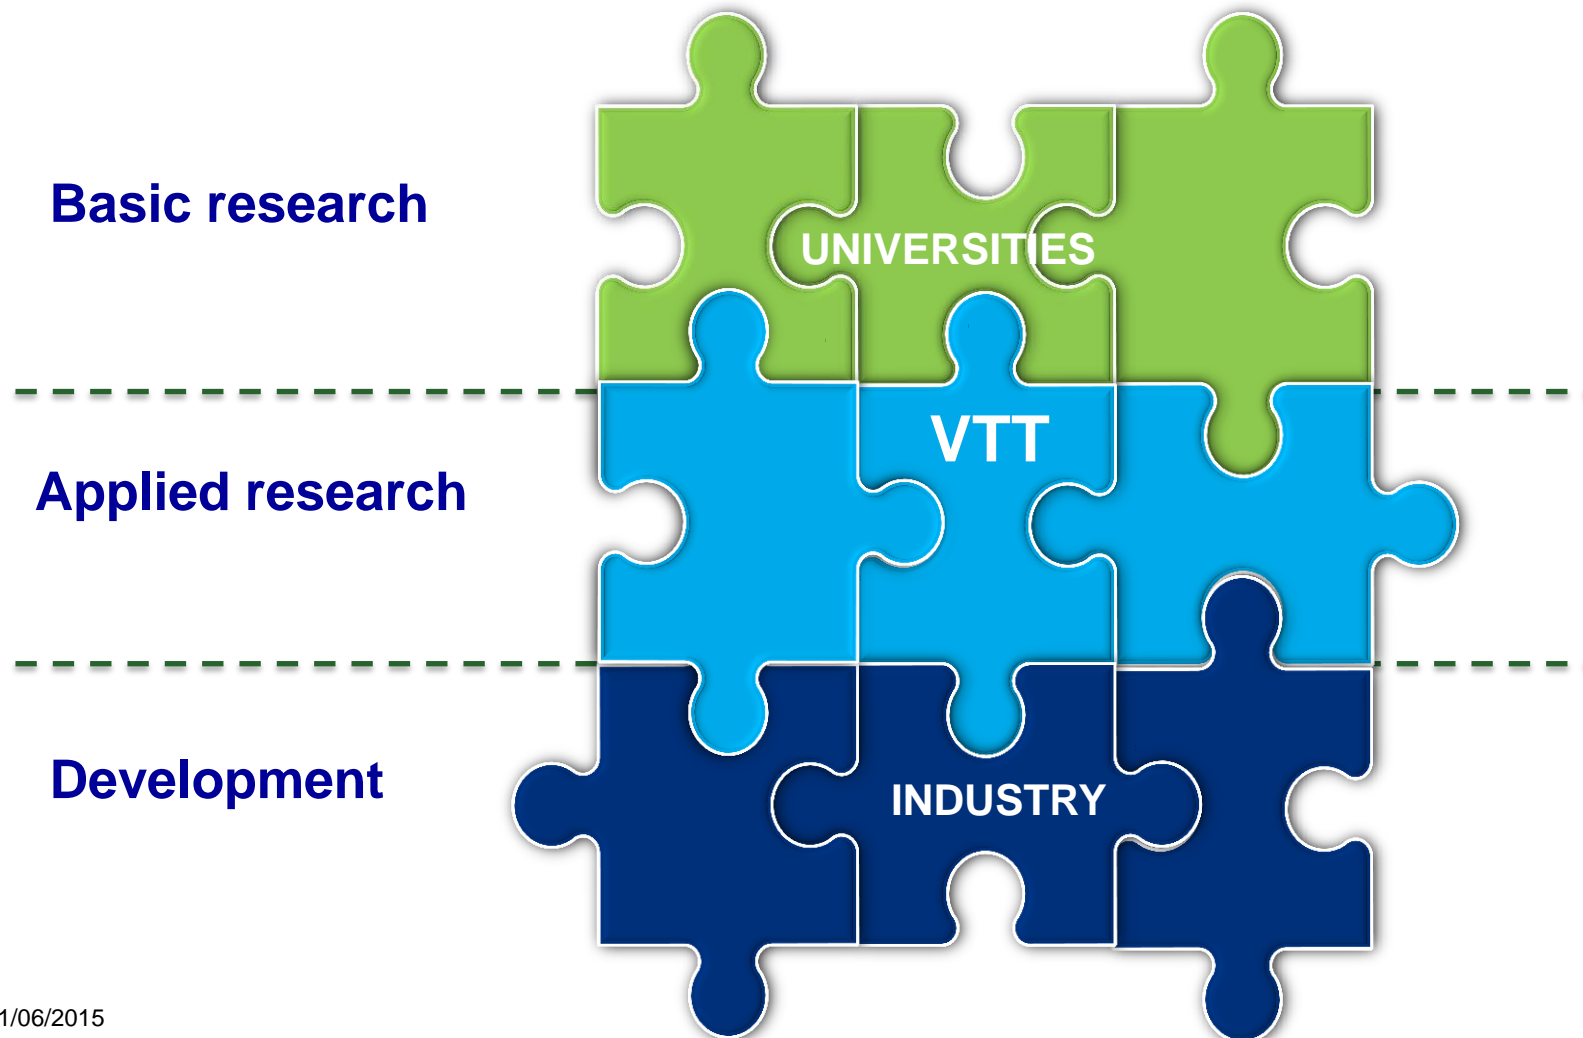 Basic research
UNIVERSITIES
VTT
Applied research
Development
INDUSTRY
1/06/2015